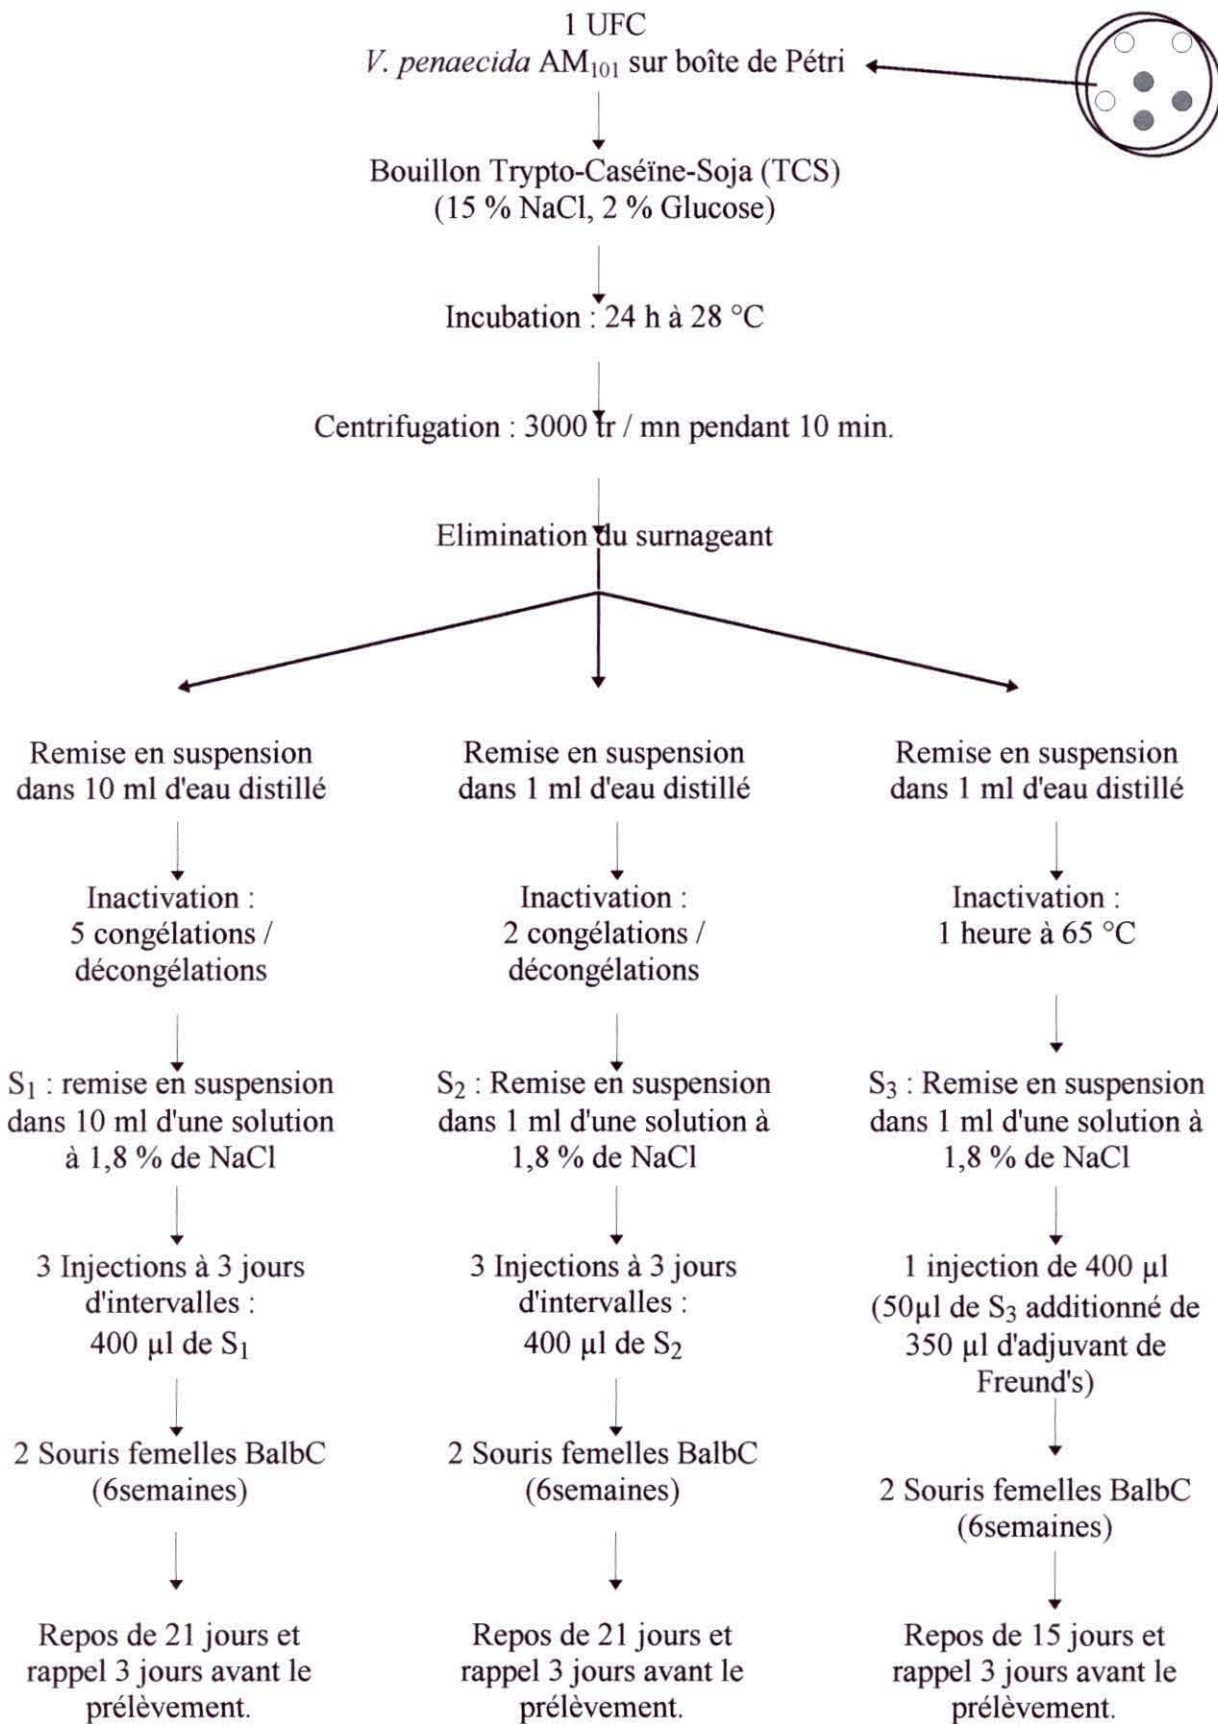 1 UFC
V. penaecida AM101 sur boîte de Pétri
Bouillon Trypto-Caséïne-Soja (TCS)
(15 % NaCl, 2 % Glucose)
Incubation : 24 h à 28 °C
Centrifugation : 3000 tr / mn pendant 10 min.
Elimination du surnageant
Remise en suspension
dans 10 ml d'eau distillé
Inactivation :
5 congélations /
décongélations
S1 : remise en suspension
dans 10 ml d'une solution
à 1,8 % de NaCl
3 Injections à 3 jours
d'intervalles :
400 µl de S1
2 Souris femelles BalbC
(6semaines)
Repos de 21 jours et
rappel 3 jours avant le
prélèvement.
Remise en suspension
dans 1 ml d'eau distillé
Inactivation :
2 congélations /
décongélations
S2 : Remise en suspension
dans 1 ml d'une solution à
1,8 % de NaCl
3 Injections à 3 jours
d'intervalles :
400 µl de S2
2 Souris femelles BalbC
(6semaines)
Repos de 21 jours et
rappel 3 jours avant le
prélèvement.
Remise en suspension
dans 1 ml d'eau distillé
Inactivation :
1 heure à 65 °C
S3 : Remise en suspension
dans 1 ml d'une solution à
1,8 % de NaCl
1 injection de 400 µl
(50µl de S3 additionné de
350 µl d'adjuvant de
Freund's)
2 Souris femelles BalbC
(6semaines)
Repos de 15 jours et
rappel 3 jours avant le
prélèvement.